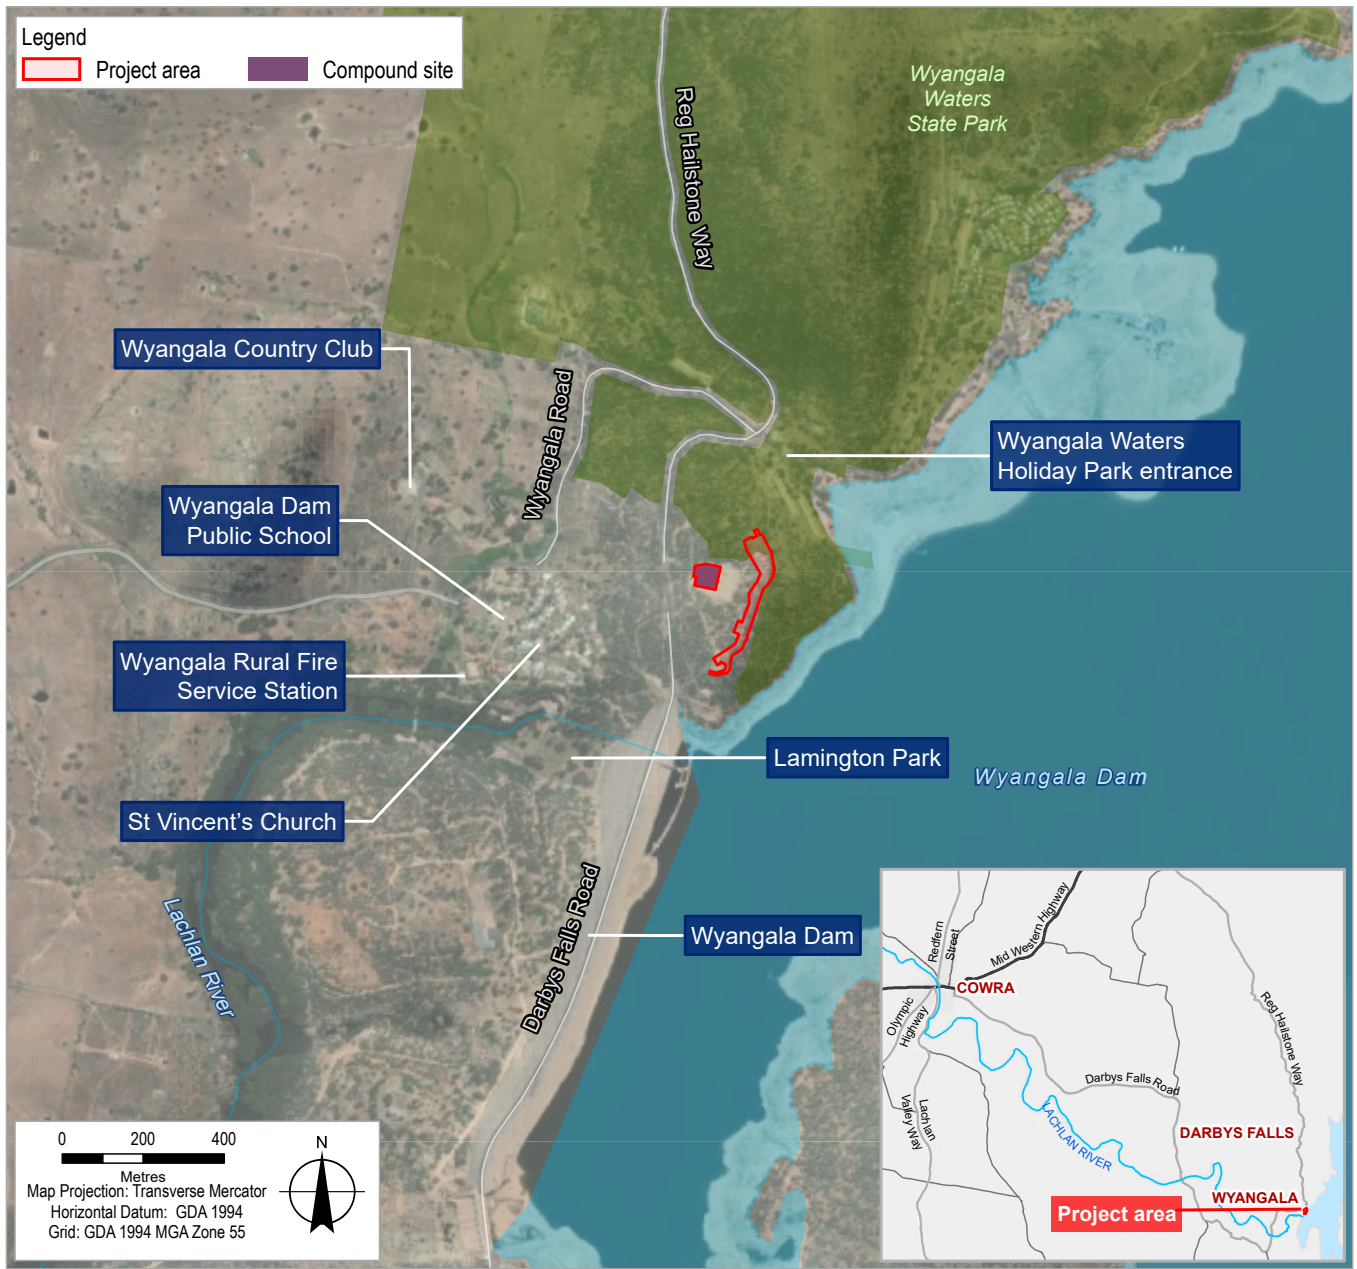 Legend
Project area
Compound site
Wyangala
Waters
State Park
Reg Hailstone Way
Wyangala Country Club
Wyangala Road
Wyangala Waters
Holiday Park entrance
Wyangala Dam
Public School
Wyangala Rural Fire
Service Station
Lamington Park
Wyangala Dam
St Vincent's Church
Lachlan River
Darbys Falls Road
Wyangala Dam
0 200 400
Metres
Map Projection: Transverse Mercator
Horizontal Datum: GDA 1994
Grid: GDA 1994 MGA Zone 55
N
Redfern
Street
Mid Western Highway
COWRA
Olympic
Highway
Reg Hailstone Way
Darbys Falls Road
Lachlan
Valley Way
LACHLAN RIVER
DARBYS FALLS
WYANGALA
Project area